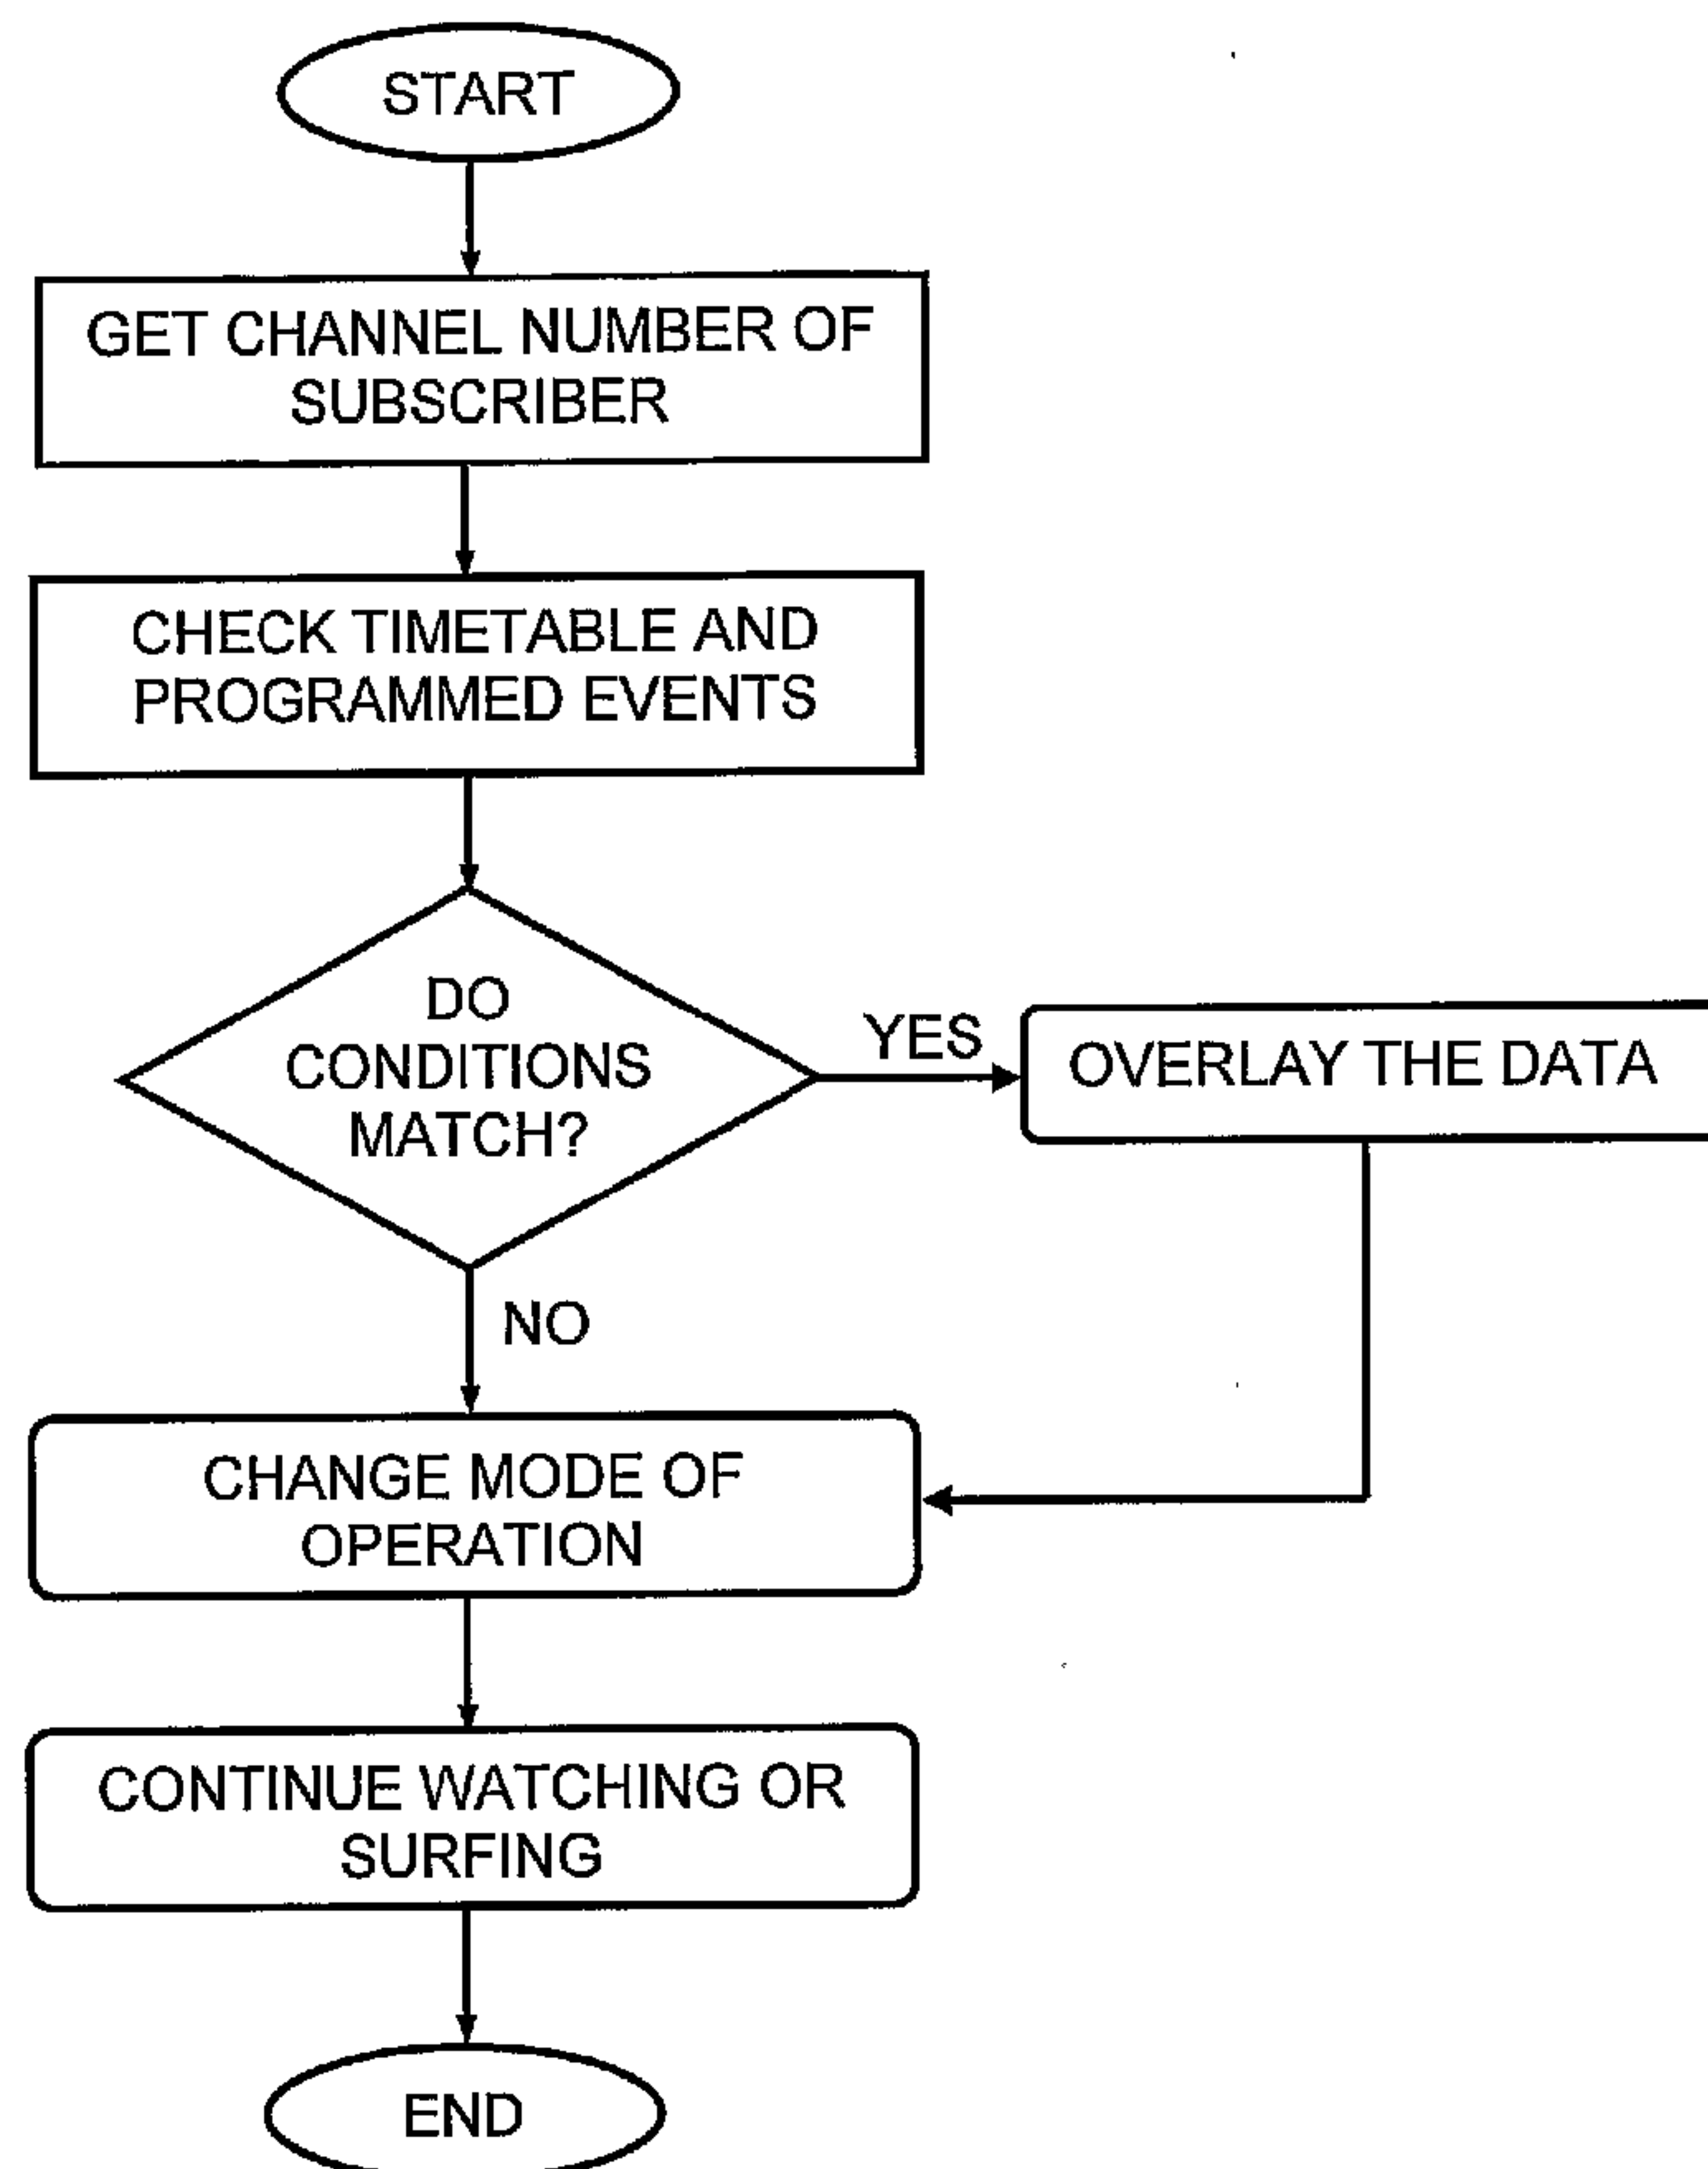 START
GET CHANNEL NUMBER OF
SUBSCRIBER
CHECK TIMETABLE AND
PROGRAMMED EVENTS
DO
CONDITIONS
MATCH?
YES
OVERLAY THE DATA
NO
CHANGE MODE OF
OPERATION
CONTINUE WATCHING OR
SURFING
END